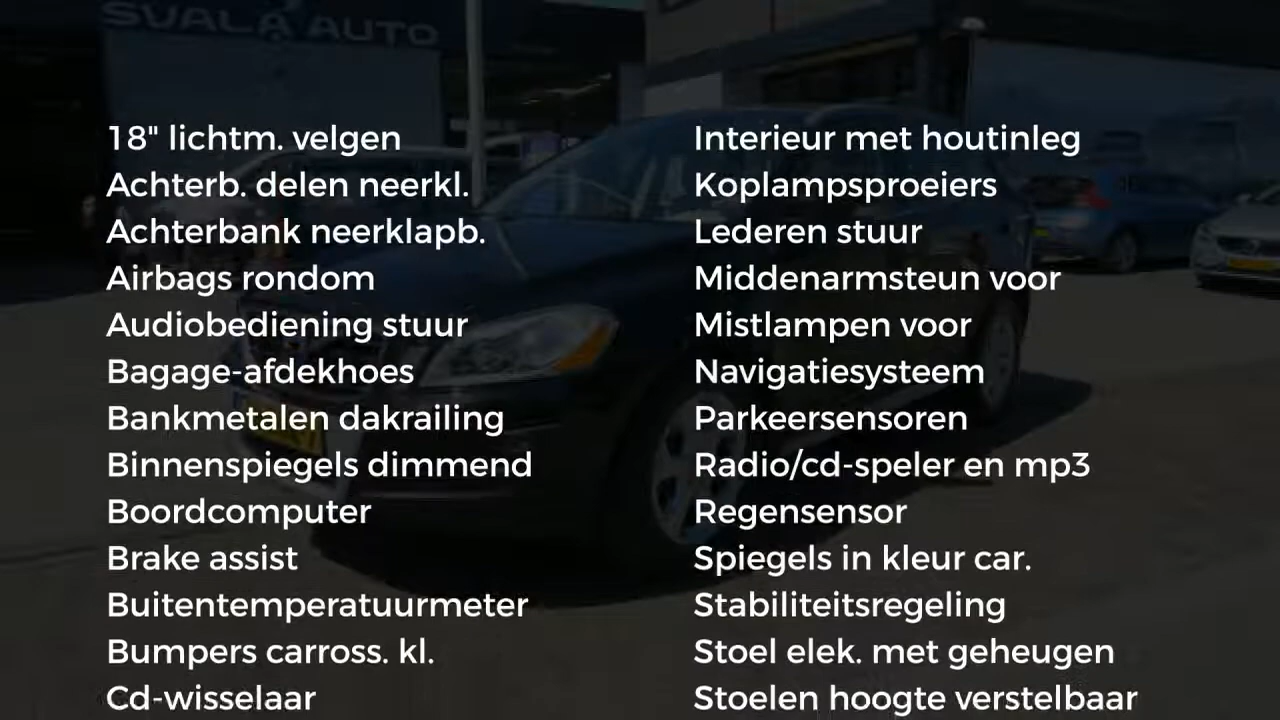 SVALA AUTO
18" lichtm. velgen
Achterb. delen neerkl.
Achterbank neerklapb.
Airbags rondom
Audiobediening stuur
Bagage-afdekhoes
Bankmetalen dakrailing
Binnenspiegels dimmend
Boordcomputer
Brake assist
Buitentemperatuurmeter
Bumpers carross. kl.
Cd-wisselaar
Interieur met houtinleg
Koplampsproeiers
Lederen stuur
Middenarmsteun voor
Mistlampen voor
Navigatiesysteem
Parkeersensoren
Radio/cd-speler en mp3
Regensensor
Spiegels in kleur car.
Stabiliteitsregeling
Stoel elek. met geheugen
Stoelen hoogte verstelbaar